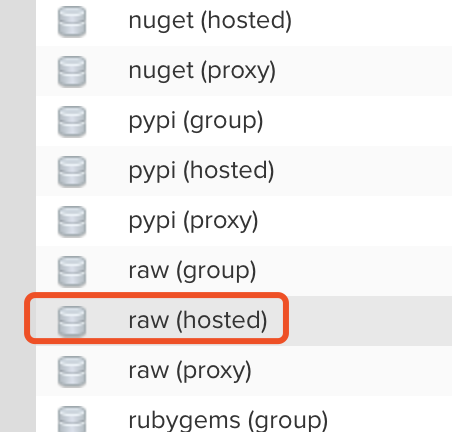 nuget (hosted)
nuget (proxy)
pypi (group)
pypi (hosted)
pypi (proxy)
raw (group)
raw (hosted)
raw (proxy)
rubygems (group)